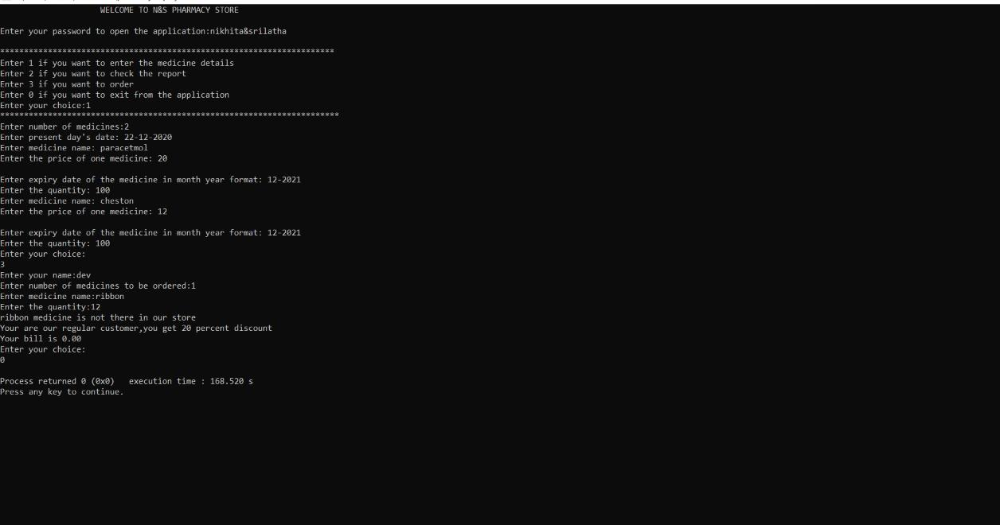 WELCOME TO N&S PHARMACY STORE
Enter your password to open the application:nikhita&srilatha
**********************************************************************
Enter 1 if you want to enter the medicine details
Enter 2 if you want to check the report
Enter 3 if you want to order
Enter 0 if you want to exit from the application
Enter your choice:1
***********************************************************************
Enter number of medicines:2
Enter present day's date: 22-12-2020
Enter medicine name: paracetmol
Enter the price of one medicine: 20
Enter expiry date of the medicine in month year format: 12-2021
Enter the quantity: 100
Enter medicine name: cheston
Enter the price of one medicine: 12
Enter expiry date of the medicine in month year format: 12-2021
Enter the quantity: 100
Enter your choice:
3
Enter your name:dev
Enter number of medicines to be ordered:1
Enter medicine name:ribbon
Enter the quantity:12
ribbon medicine is not there in our store
Your are our regular customer,you get 20 percent discount
Your bill is 0.00
Enter your choice:
0
Process returned 0 (0x0)   execution time : 168.520 s
Press any key to continue.